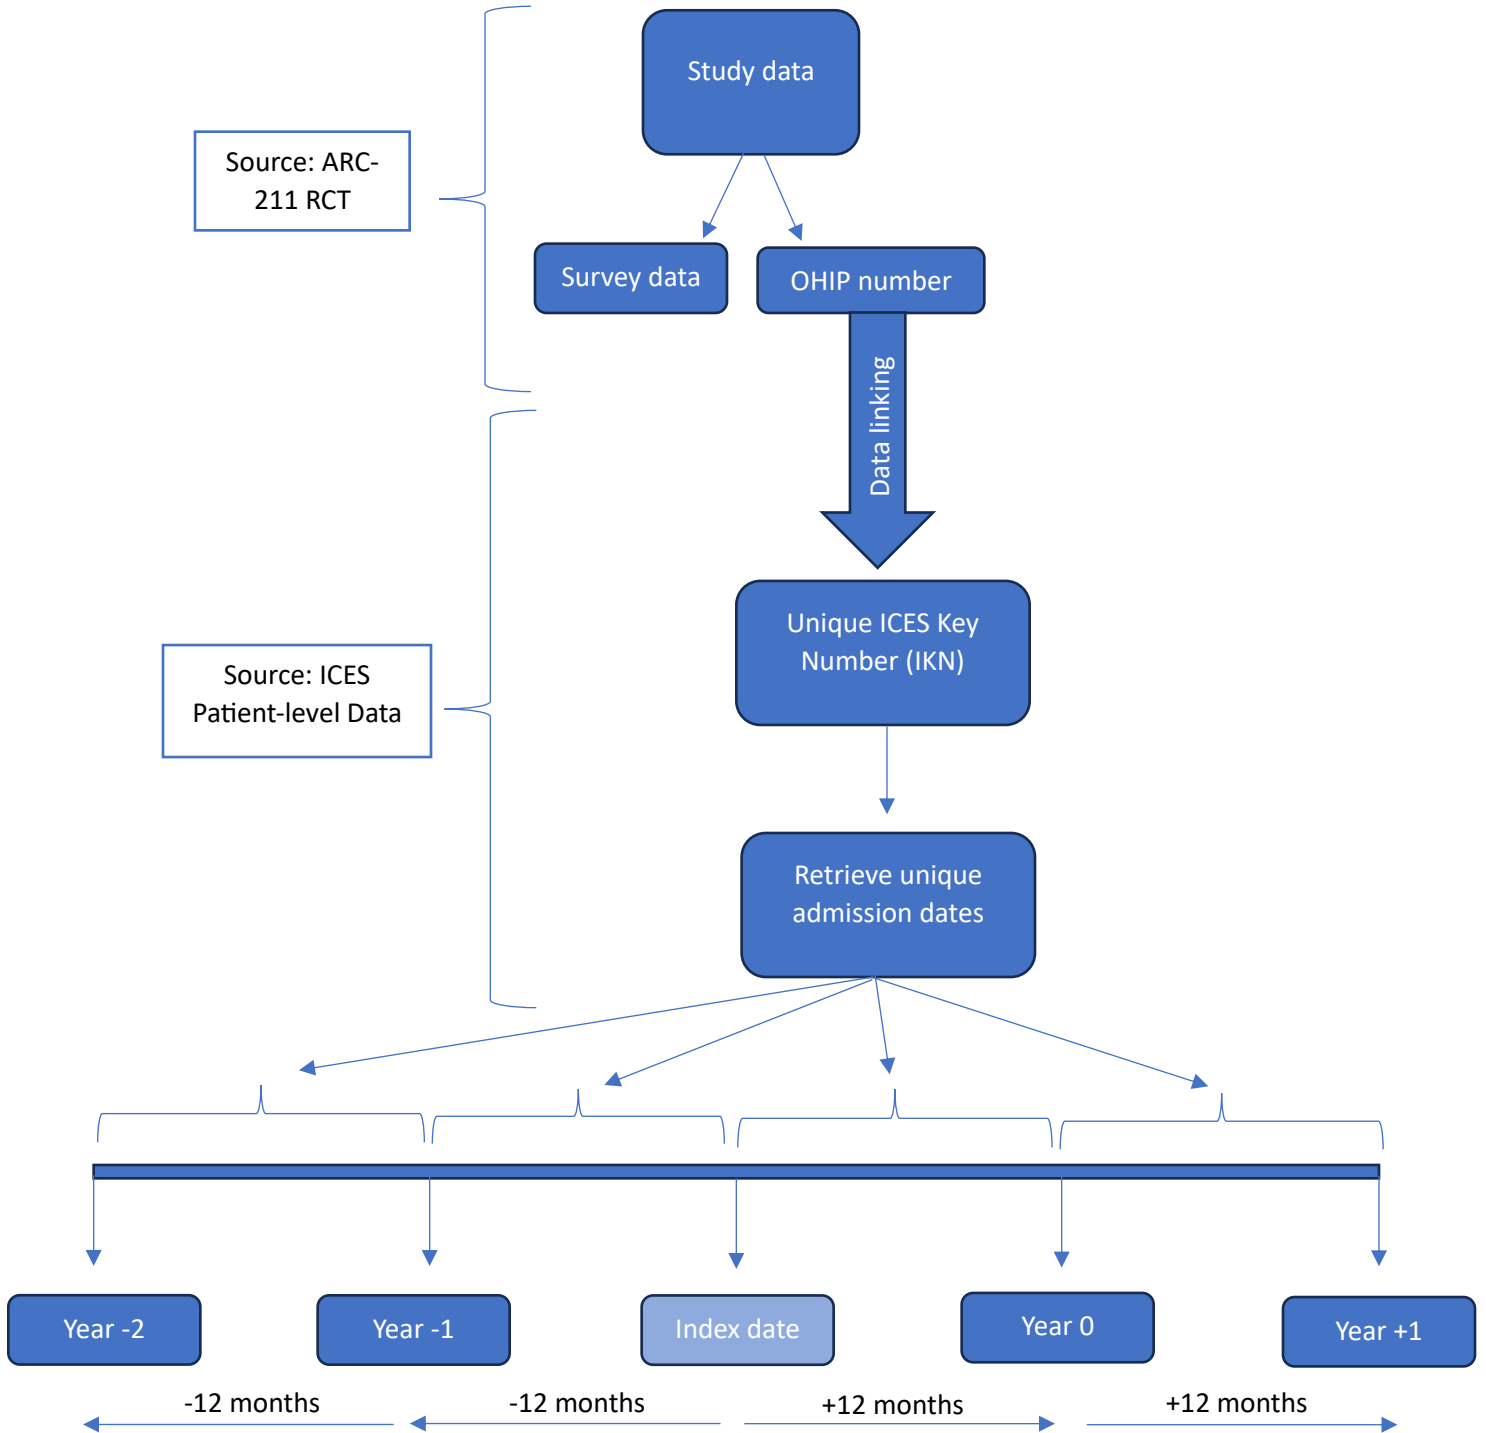 Study data
Source: ARC-
211 RCT
Survey data
OHIP number
Data linking
Unique ICES Key
Number (IKN)
Source: ICES
Patient-level Data
Retrieve unique
admission dates
Year -2
Year -1
Index date
Year 0
Year +1
-12 months
-12 months
+12 months
+12 months